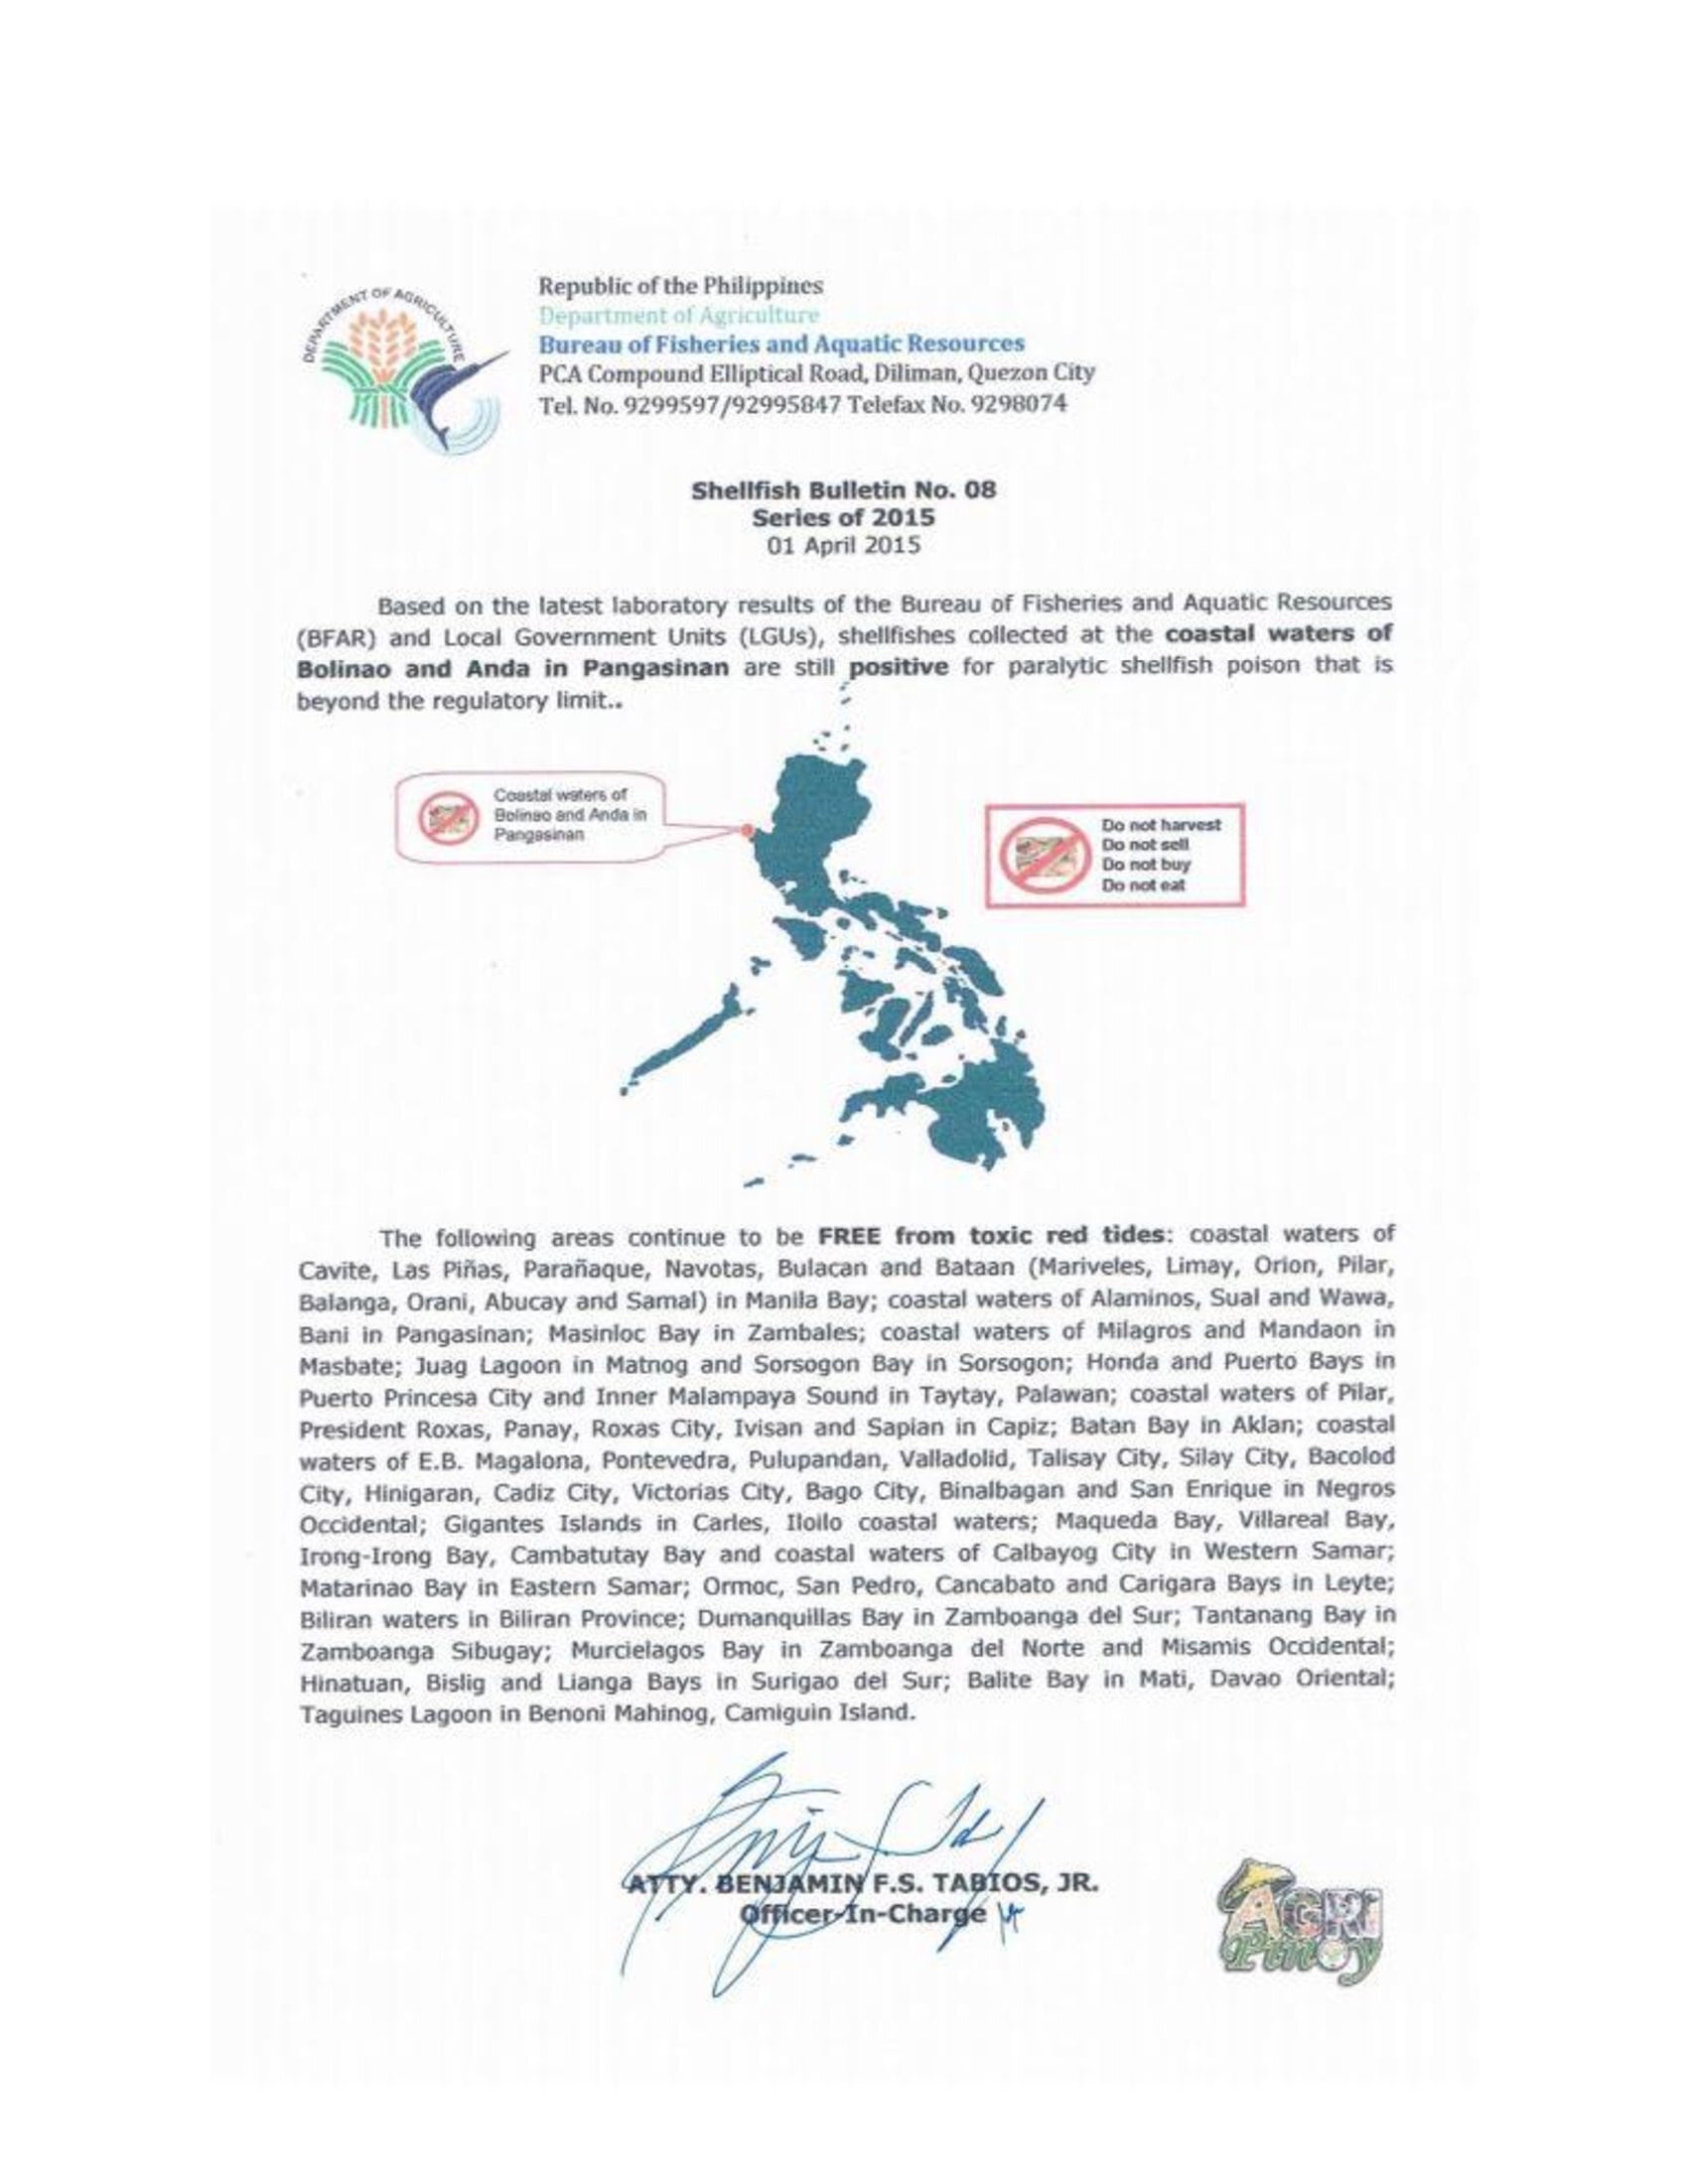 DEPARTMENT OF AGRICULTURE
Republic of the Philippines
Department of Agriculture
Bureau of Fisheries and Aquatic Resources
PCA Compound Elliptical Road, Diliman, Quezon City
Tel. No. 9299597/92995847 Telefax No. 9298074
Shellfish Bulletin No. 08
Series of 2015
01 April 2015
Based on the latest laboratory results of the Bureau of Fisheries and Aquatic Resources
(BFAR) and Local Government Units (LGUs), shellfishes collected at the coastal waters of
Bolinao and Anda in Pangasinan are still positive for paralytic shellfish poison that is
beyond the regulatory limit..
Coastal waters of
Bolinao and Anda in
Pangasinan
Do not harvest
Do not sell
Do not buy
Do not eat
The following areas continue to be FREE from toxic red tides: coastal waters of
Cavite, Las Piñas, Parañaque, Navotas, Bulacan and Bataan (Mariveles, Limay, Orion, Pilar,
Balanga, Orani, Abucay and Samal) in Manila Bay; coastal waters of Alaminos, Sual and Wawa,
Bani in Pangasinan; Masinloc Bay in Zambales; coastal waters of Milagros and Mandaon in
Masbate; Juag Lagoon in Matnog and Sorsogon Bay in Sorsogon; Honda and Puerto Bays in
Puerto Princesa City and Inner Malampaya Sound in Taytay, Palawan; coastal waters of Pilar,
President Roxas, Panay, Roxas City, Ivisan and Sapian in Capiz; Batan Bay in Aklan; coastal
waters of E.B. Magalona, Pontevedra, Pulupandan, Valladolid, Talisay City, Silay City, Bacolod
City, Hinigaran, Cadiz City, Victorias City, Bago City, Binalbagan and San Enrique in Negros
Occidental; Gigantes Islands in Carles, Iloilo coastal waters; Maqueda Bay, Villareal Bay,
Irong-Irong Bay, Cambatutay Bay and coastal waters of Calbayog City in Western Samar;
Matarinao Bay in Eastern Samar; Ormoc, San Pedro, Cancabato and Carigara Bays in Leyte;
Biliran waters in Biliran Province; Dumanquillas Bay in Zamboanga del Sur; Tantanang Bay in
Zamboanga Sibugay; Murcielagos Bay in Zamboanga del Norte and Misamis Occidental;
Hinatuan, Bislig and Lianga Bays in Surigao del Sur; Balite Bay in Mati, Davao Oriental;
Taguines Lagoon in Benoni Mahinog, Camiguin Island.
ATTY. BENJAMIN F.S. TABIOS, JR.
Officer-In-Charge
AGRI
Pinoy